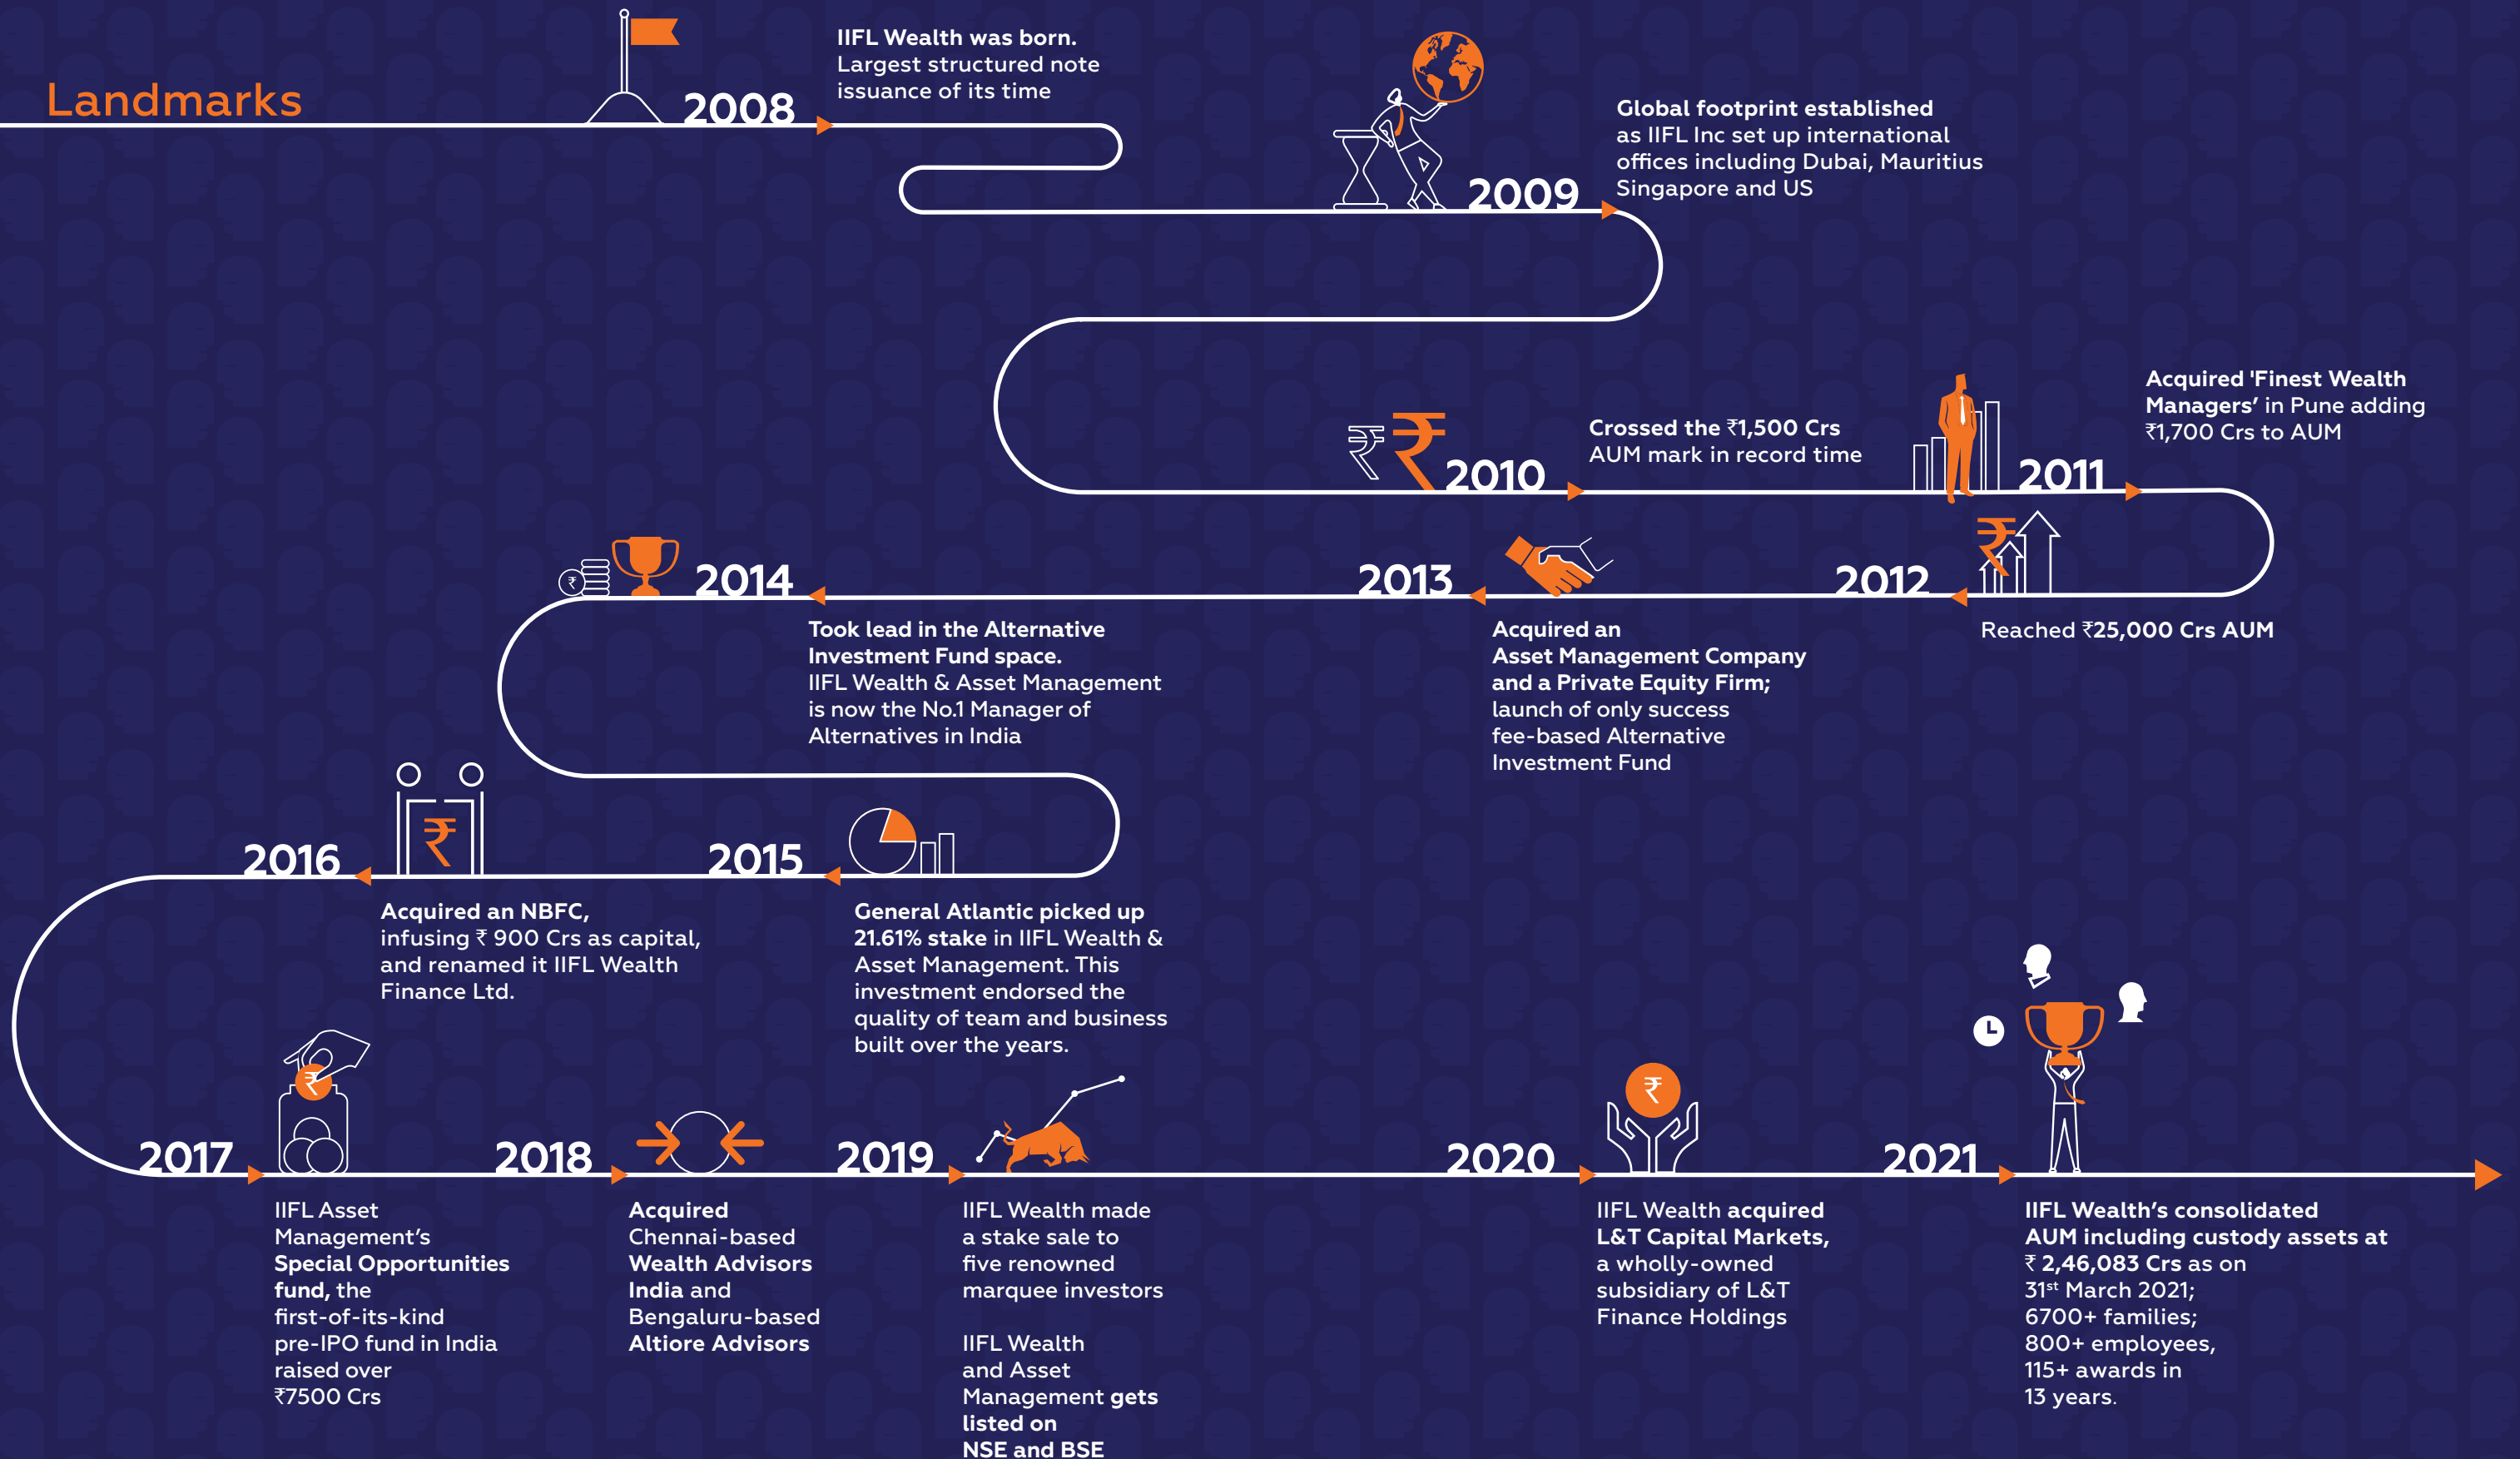 Landmarks
2008
IIFL Wealth was born.
Largest structured note
issuance of its time
2009
Global footprint established
as IIFL Inc set up international
offices including Dubai, Mauritius
Singapore and US
₹₹
2010
Crossed the ₹1,500 Crs
AUM mark in record time
2011
Acquired 'Finest Wealth
Managers’ in Pune adding
₹1,700 Crs to AUM
₹
2012
Reached ₹25,000 Crs AUM
2013
Acquired an
Asset Management Company
and a Private Equity Firm;
launch of only success
fee-based Alternative
Investment Fund
₹
2014
Took lead in the Alternative
Investment Fund space.
IIFL Wealth & Asset Management
is now the No.1 Manager of
Alternatives in India
2015
General Atlantic picked up
21.61% stake in IIFL Wealth &
Asset Management. This
investment endorsed the
quality of team and business
built over the years.
₹
2016
Acquired an NBFC,
infusing ₹ 900 Crs as capital,
and renamed it IIFL Wealth
Finance Ltd.
2017
₹
IIFL Asset
Management’s
Special Opportunities
fund, the
first-of-its-kind
pre-IPO fund in India
raised over
₹7500 Crs
2018
Acquired
Chennai-based
Wealth Advisors
India and
Bengaluru-based
Altiore Advisors
2019
IIFL Wealth made
a stake sale to
five renowned
marquee investors
IIFL Wealth
and Asset
Management gets
listed on
NSE and BSE
2020
₹
IIFL Wealth acquired
L&T Capital Markets,
a wholly-owned
subsidiary of L&T
Finance Holdings
2021
IIFL Wealth’s consolidated
AUM including custody assets at
₹ 2,46,083 Crs as on
31st March 2021;
6700+ families;
800+ employees,
115+ awards in
13 years.